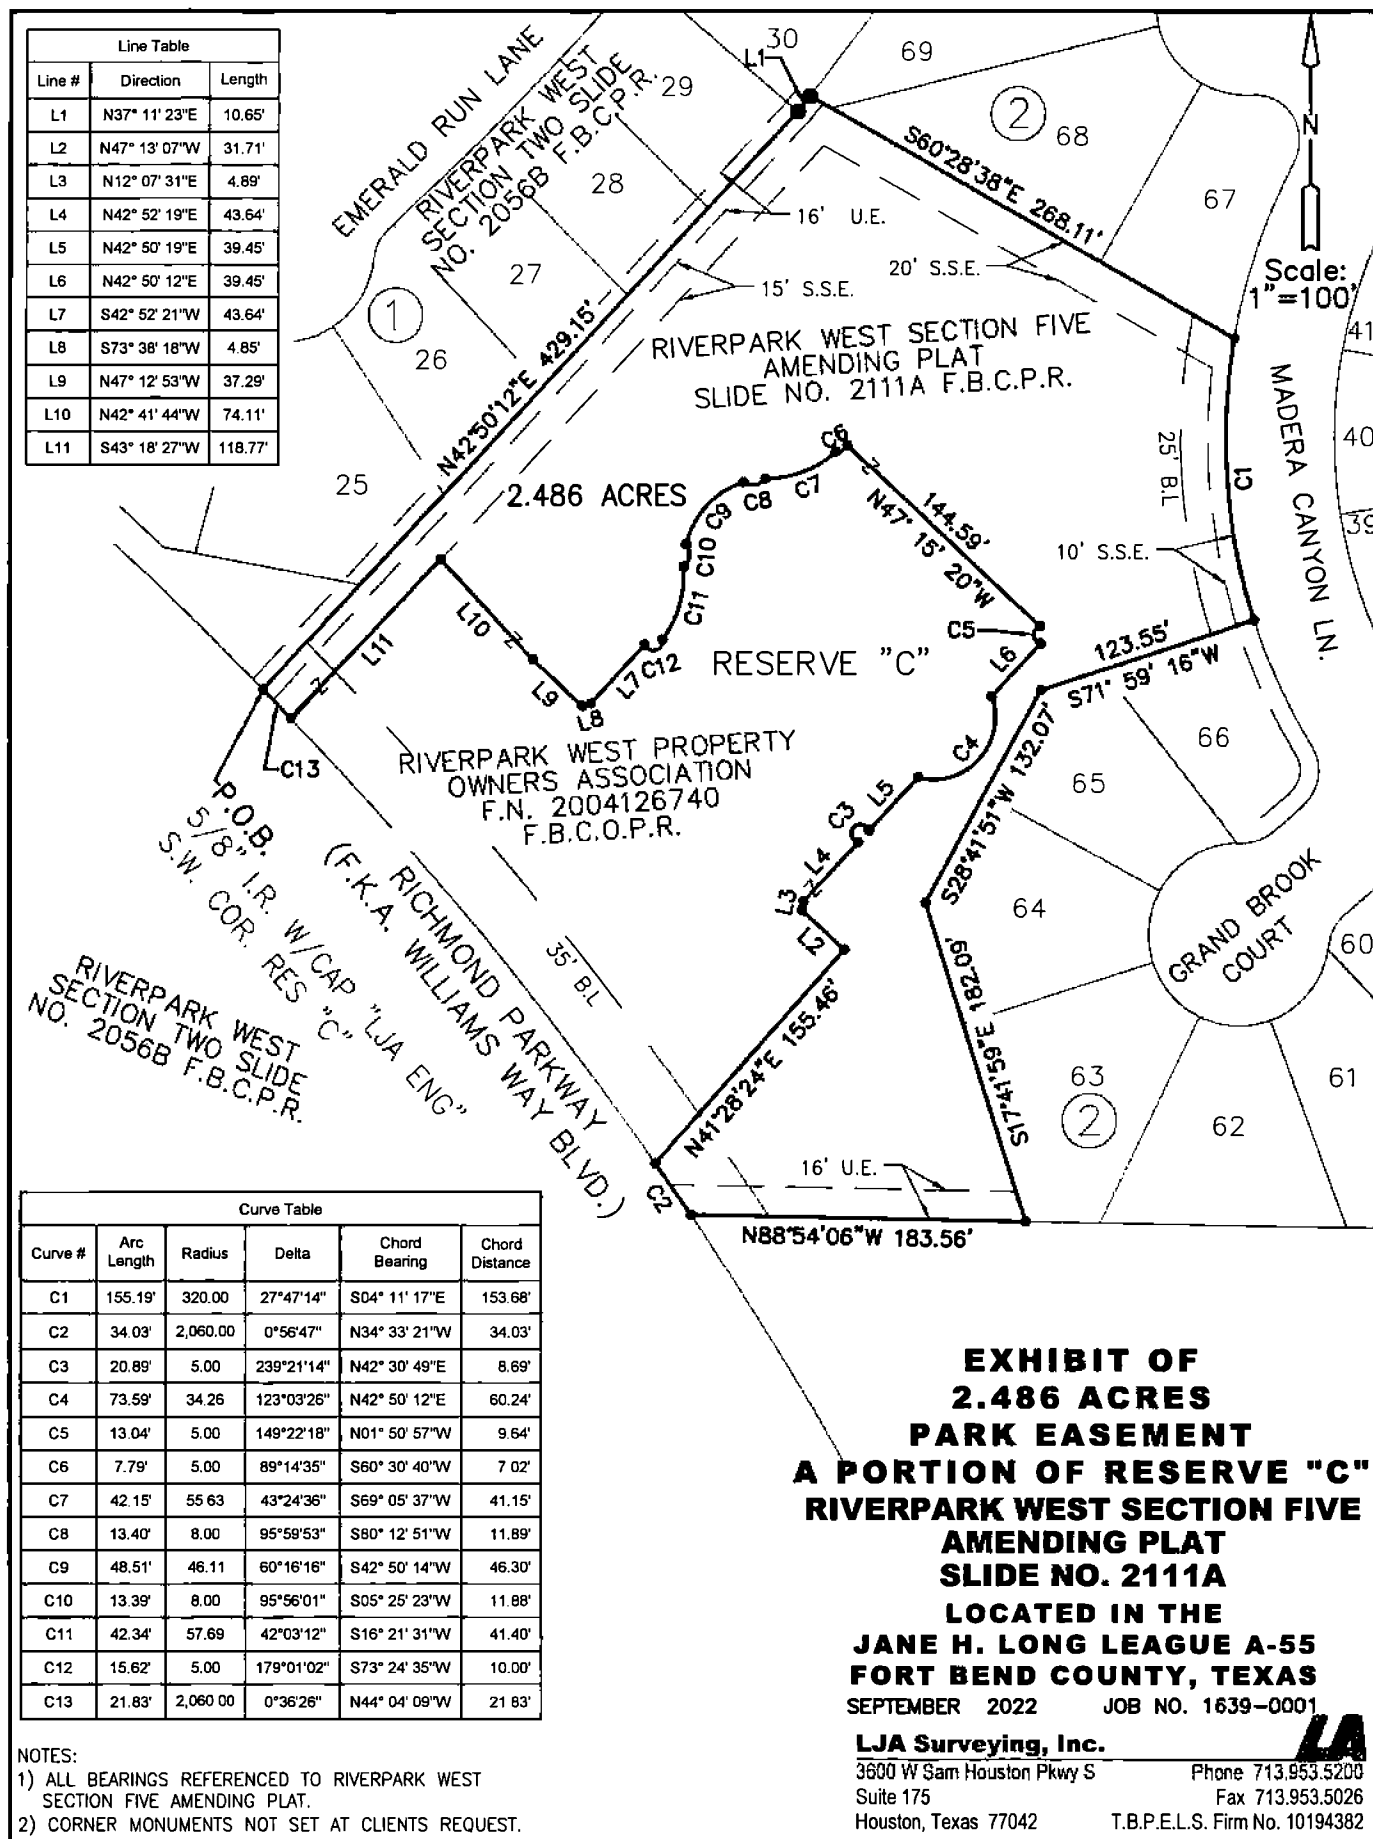 Line Table
Line # Direction Length
L1 N37° 11' 23"E 10.65'
L2 N47° 13' 07"W 31.71'
L3 N12° 07' 31"E 4.89'
L4 N42° 52' 19"E 43.64'
L5 N42° 50' 19"E 39.45'
L6 N42° 50' 12"E 39.45'
L7 S42° 52' 21"W 43.64'
L8 S73° 38' 18"W 4.85'
L9 N47° 12' 53"W 37.29'
L10 N42° 41' 44"W 74.11'
L11 S43° 18' 27"W 118.77'
EMERALD RUN LANE
RIVERPARK WEST
SECTION TWO SLIDE
NO. 2056B F.B.C.P.R.
30
L1
69
29
2
68
28
67
27
1
26
25
N
Scale:
1"=100'
S60°28'38"E 268.11'
16' U.E.
20' S.S.E.
15' S.S.E.
N42°50'12"E 429.15'
RIVERPARK WEST SECTION FIVE
AMENDING PLAT
SLIDE NO. 2111A F.B.C.P.R.
41
40
39
MADERA CANYON LN.
25' B.L
C1
10' S.S.E.
2.486 ACRES
C6
C7
C8
C9
C10
C11
C12
144.59'
N47° 15' 20"W
C5
L6
123.55'
S71° 59' 16"W
L11
L10
L9
L8
L7
RESERVE "C"
C13
P.O.B.
5/8" I.R. W/CAP "LJA ENG"
S.W. COR. RES "C"
RIVERPARK WEST PROPERTY
OWNERS ASSOCIATION
F.N. 2004126740
F.B.C.O.P.R.
C4
L5
C3
L4
L3
L2
S28°41'51"W 132.07'
66
65
64
GRAND BROOK
COURT
60
61
62
63
2
S17°41'59"E 182.09'
RICHMOND PARKWAY
(F.K.A. WILLIAMS WAY BLVD.)
35' B.L
RIVERPARK WEST
SECTION TWO SLIDE
NO. 2056B F.B.C.P.R.
N41°28'24"E 155.46'
16' U.E.
C2
N88°54'06"W 183.56'
Curve Table
Curve # Arc Length Radius Delta Chord Bearing Chord Distance
C1 155.19' 320.00 27°47'14" S04° 11' 17"E 153.68'
C2 34.03' 2,060.00 0°56'47" N34° 33' 21"W 34.03'
C3 20.89' 5.00 239°21'14" N42° 30' 49"E 8.69'
C4 73.59' 34.26 123°03'26" N42° 50' 12"E 60.24'
C5 13.04' 5.00 149°22'18" N01° 50' 57"W 9.64'
C6 7.79' 5.00 89°14'35" S60° 30' 40"W 7 02'
C7 42.15' 55 63 43°24'36" S69° 05' 37"W 41.15'
C8 13.40' 8.00 95°59'53" S80° 12' 51"W 11.89'
C9 48.51' 46.11 60°16'16" S42° 50' 14"W 46.30'
C10 13.39' 8.00 95°56'01" S05° 25' 23"W 11.88'
C11 42.34' 57.69 42°03'12" S16° 21' 31"W 41.40'
C12 15.62' 5.00 179°01'02" S73° 24' 35"W 10.00'
C13 21.83' 2,060 00 0°36'26" N44° 04' 09"W 21 83'
EXHIBIT OF
2.486 ACRES
PARK EASEMENT
A PORTION OF RESERVE "C"
RIVERPARK WEST SECTION FIVE
AMENDING PLAT
SLIDE NO. 2111A
LOCATED IN THE
JANE H. LONG LEAGUE A-55
FORT BEND COUNTY, TEXAS
SEPTEMBER 2022 JOB NO. 1639-0001
LJA Surveying, Inc.
LJA
3600 W Sam Houston Pkwy S Phone 713.953.5200
Suite 175 Fax 713.953.5026
Houston, Texas 77042 T.B.P.E.L.S. Firm No. 10194382
NOTES:
1) ALL BEARINGS REFERENCED TO RIVERPARK WEST
SECTION FIVE AMENDING PLAT.
2) CORNER MONUMENTS NOT SET AT CLIENTS REQUEST.